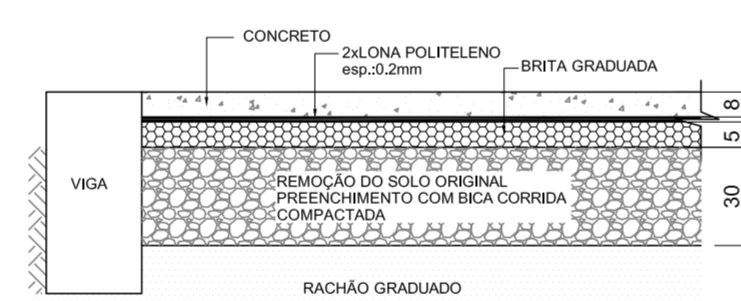 CONCRETO
2xLONA POLITELENO
esp.:0.2mm
BRITA GRADUADA
8
5
30
VIGA
REMOÇÃO DO SOLO ORIGINAL
PREENCHIMENTO COM BICA CORRIDA
COMPACTADA
RACHÃO GRADUADO